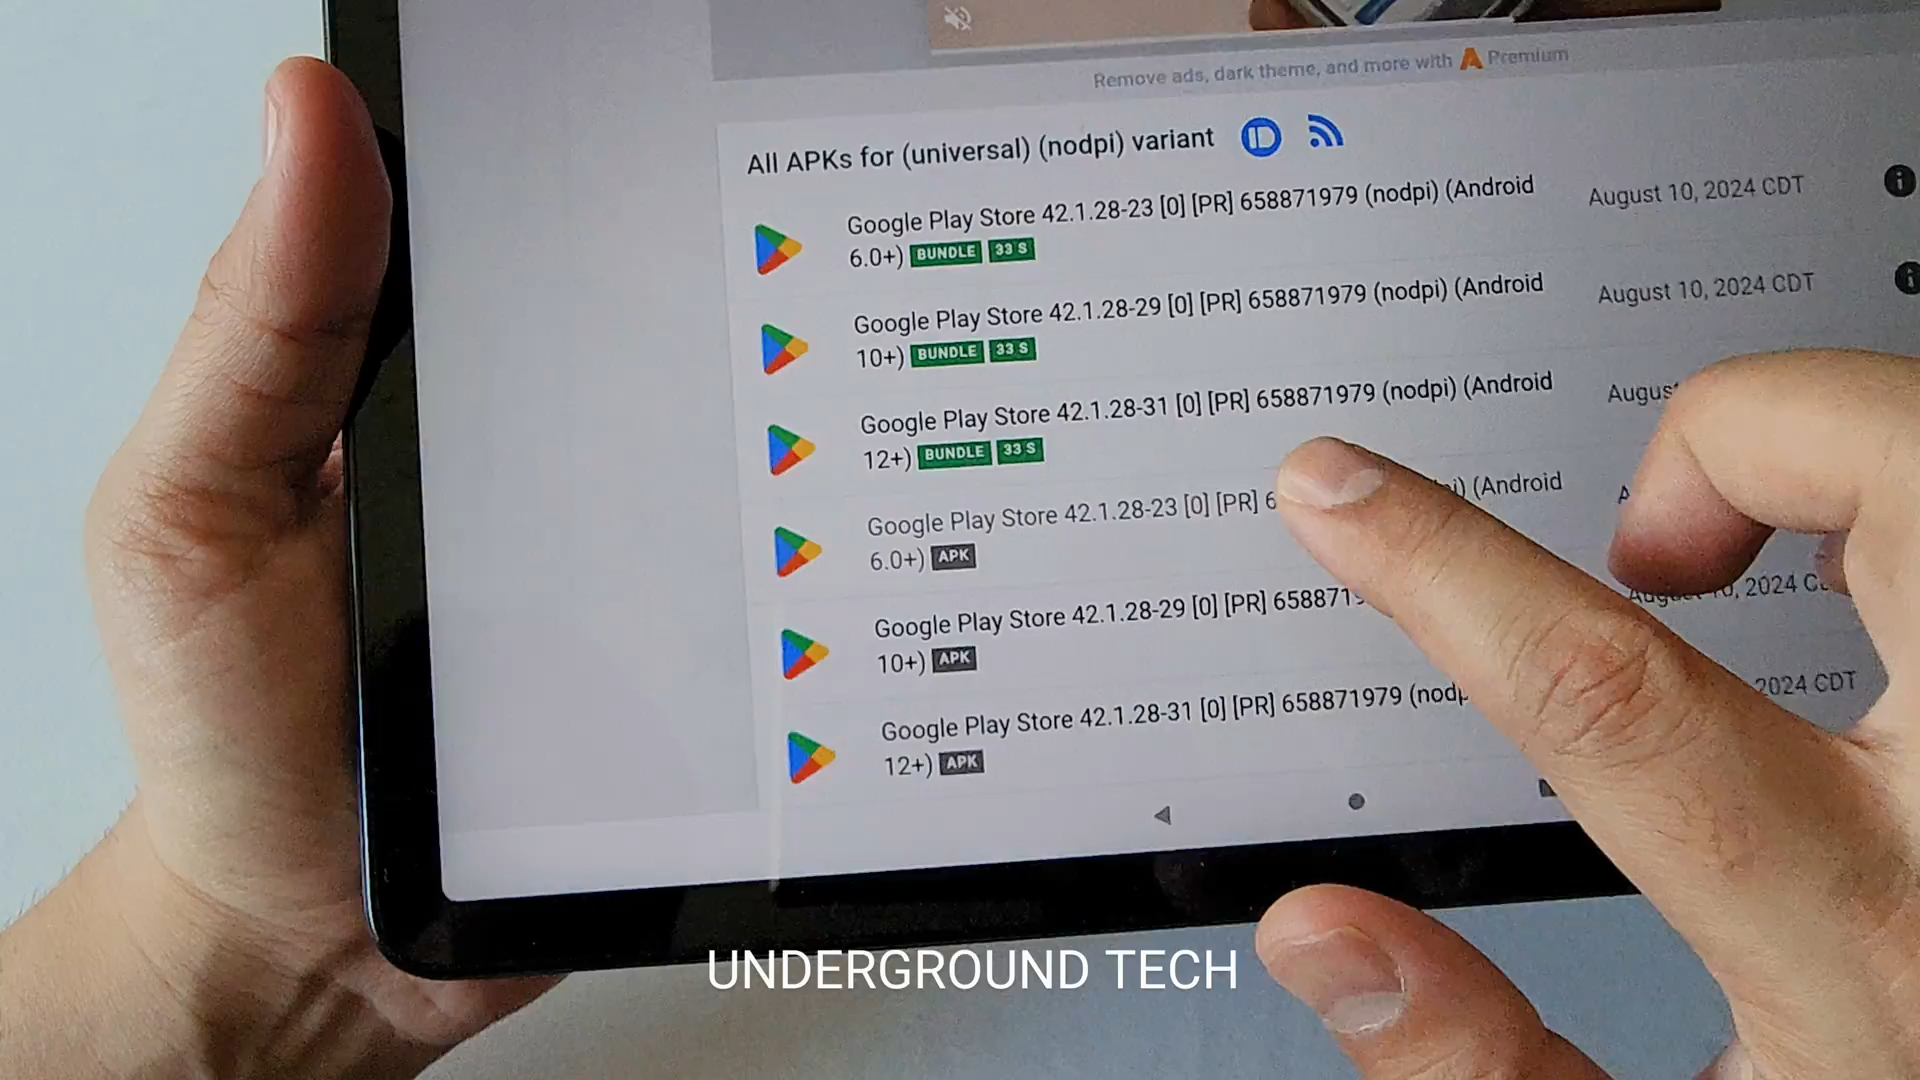 Remove ads, dark theme, and more with Premium
All APKs for (universal) (nodpi) variant
Google Play Store 42.1.28-23 [0] [PR] 658871979 (nodpi) (Android
6.0+) BUNDLE 33 S
August 10, 2024 CDT
Google Play Store 42.1.28-29 [0] [PR] 658871979 (nodpi) (Android
10+) BUNDLE 33 S
August 10, 2024 CDT
Google Play Store 42.1.28-31 [0] [PR] 658871979 (nodpi) (Android
12+) BUNDLE 33 S
August
Google Play Store 42.1.28-23 [0] [PR] (Android
6.0+) APK
Google Play Store 42.1.28-29 [0] [PR]
10+) APK
2024
Google Play Store 42.1.28-31 [0] [PR] 658871979
12+) APK
2024 CDT
UNDERGROUND TECH